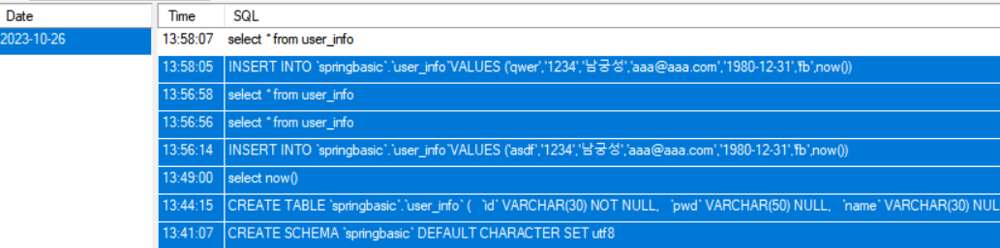 Date Time SQL
2023-10-26 13:58:07 select * from user_info
13:58:05 INSERT INTO `springbasic`.`user_info`VALUES ('qwer','1234','남궁성','aaa@aaa.com','1980-12-31','fb',now())
13:56:58 select * from user_info
13:56:56 select * from user_info
13:56:14 INSERT INTO `springbasic`.`user_info`VALUES ('asdf','1234','남궁성','aaa@aaa.com','1980-12-31','fb',now())
13:49:00 select now()
13:44:15 CREATE TABLE `springbasic`.`user_info` ( `id` VARCHAR(30) NOT NULL, `pwd` VARCHAR(50) NULL, `name` VARCHAR(30) NUL
13:41:07 CREATE SCHEMA `springbasic` DEFAULT CHARACTER SET utf8